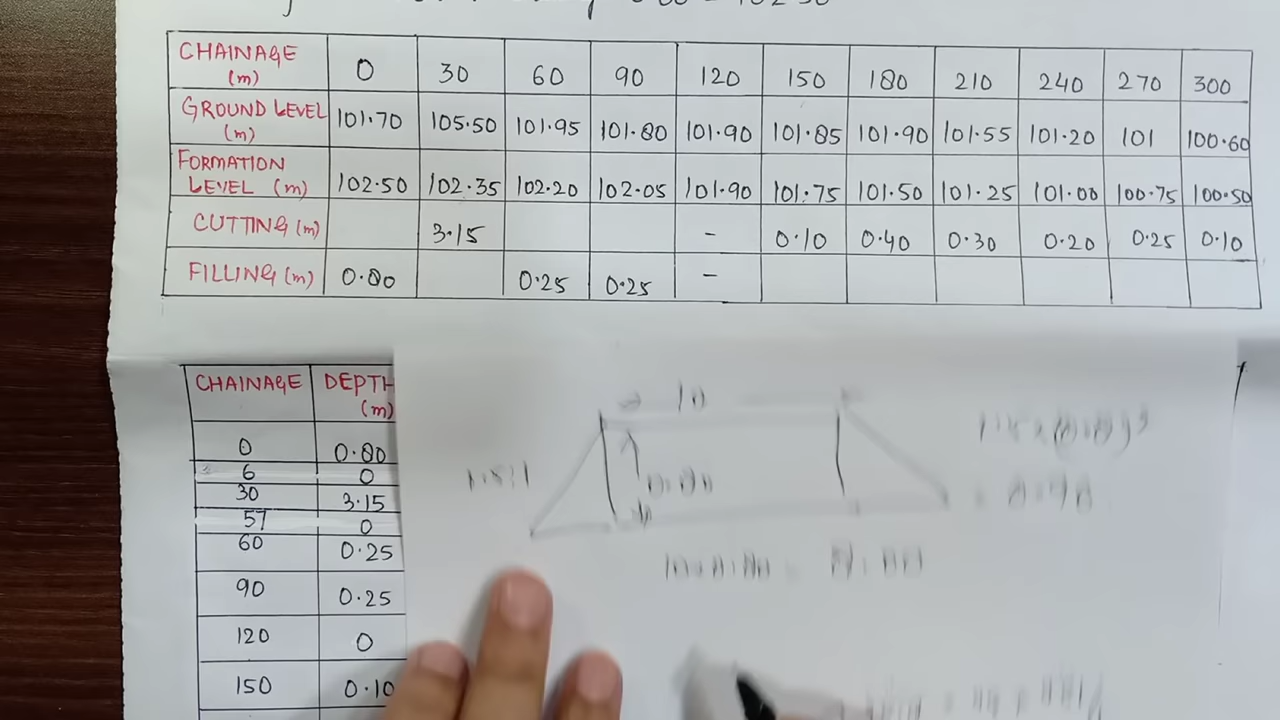 CHAINAGE (m) 0 30 60 90 120 150 180 210 240 270 300
GROUND LEVEL (m) 101.70 105.50 101.95 101.80 101.90 101.85 101.90 101.55 101.20 101 100.60
FORMATION LEVEL (m) 102.50 102.35 102.20 102.05 101.90 101.75 101.50 101.25 101.00 100.75 100.50
CUTTING (m) 3.15 - 0.10 0.40 0.30 0.20 0.25 0.10
FILLING (m) 0.80 0.25 0.25 -
CHAINAGE DEPTH (m)
0 0.80
6 0
30 3.15
57 0
60 0.25
90 0.25
120 0
150 0.10
10